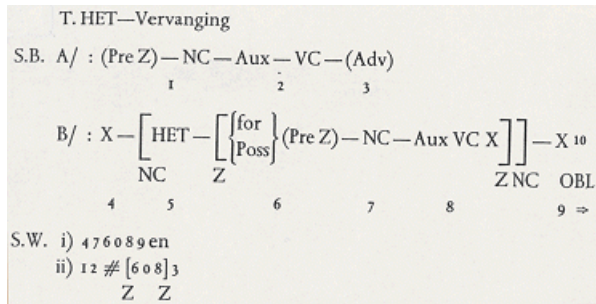 T. HET—Vervanging
S.B. A/ : (Pre Z)—NC—Aux—VC—(Adv)
1 2 3
B/ : X—[HET—[{for
Poss}(Pre Z)—NC—Aux VC X]]—X 10
NC Z Z NC OBL
4 5 6 7 8 9 ⇒
S.W. i) 4 7 6 0 8 9 en
ii) 1 2 # [6 0 8] 3
Z Z